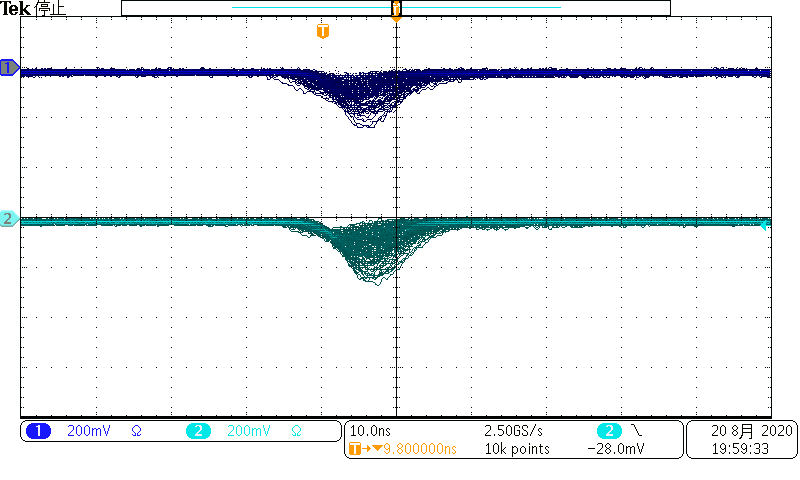 Tek 停止
T
T
1
2
1 200mV Ω 2 200mV Ω
10.0ns 2.50GS/s 2
T→▼9.800000ns 10k points -28.0mV
20 8月 2020
19:59:33